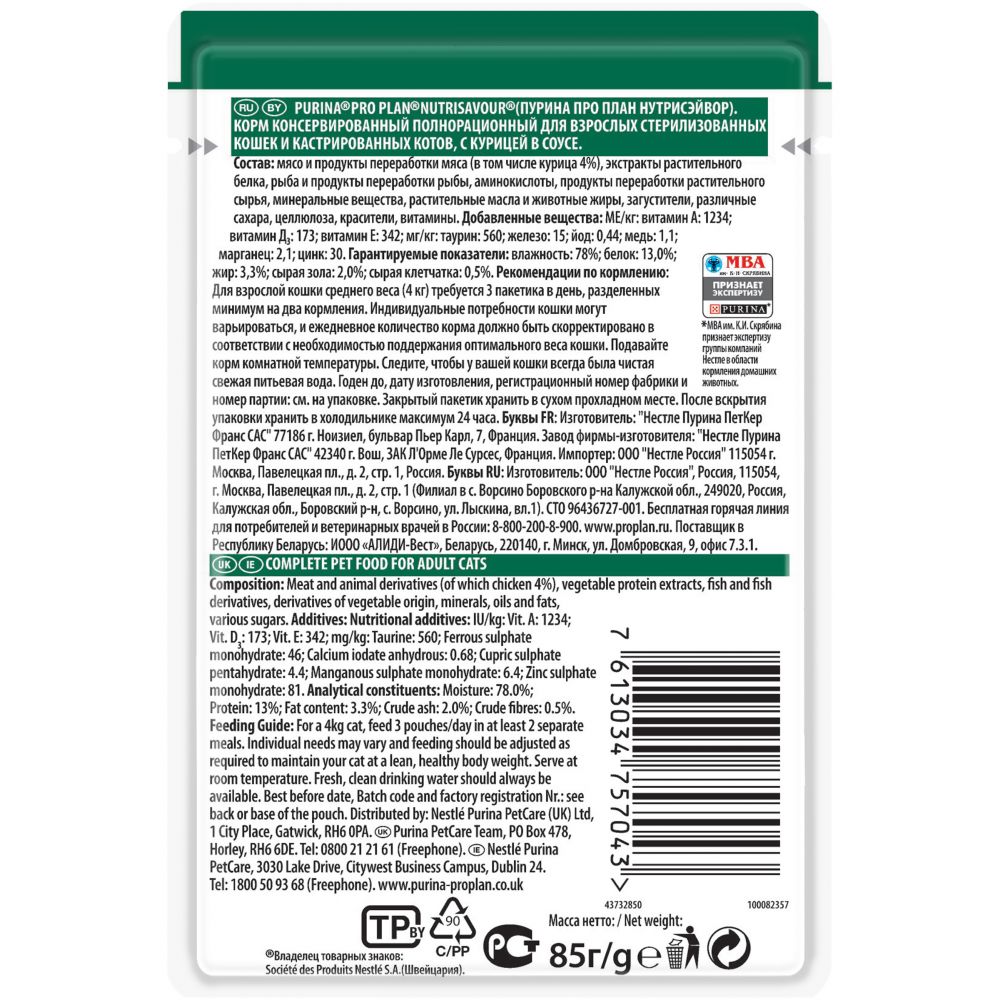 RU BY PURINA®PRO PLAN®NUTRISAVOUR®(ПУРИНА ПРО ПЛАН НУТРИСЭЙВОР).
КОРМ КОНСЕРВИРОВАННЫЙ ПОЛНОРАЦИОННЫЙ ДЛЯ ВЗРОСЛЫХ СТЕРИЛИЗОВАННЫХ
КОШЕК И КАСТРИРОВАННЫХ КОТОВ, С КУРИЦЕЙ В СОУСЕ.
Состав: мясо и продукты переработки мяса (в том числе курица 4%), экстракты растительного
белка, рыба и продукты переработки рыбы, аминокислоты, продукты переработки растительного
сырья, минеральные вещества, растительные масла и животные жиры, загустители, различные
сахара, целлюлоза, красители, витамины. Добавленные вещества: МЕ/кг: витамин А: 1234;
витамин Д3: 173; витамин Е: 342; мг/кг: таурин: 560; железо: 15; йод: 0,44; медь: 1,1;
марганец: 2,1; цинк: 30. Гарантируемые показатели: влажность: 78%; белок: 13,0%;
жир: 3,3%; сырая зола: 2,0%; сырая клетчатка: 0,5%. Рекомендации по кормлению:
Для взрослой кошки среднего веса (4 кг) требуется 3 пакетика в день, разделенных
минимум на два кормления. Индивидуальные потребности кошки могут
варьироваться, и ежедневное количество корма должно быть скорректировано в
соответствии с необходимостью поддержания оптимального веса кошки. Подавайте
корм комнатной температуры. Следите, чтобы у вашей кошки всегда была чистая
свежая питьевая вода. Годен до, дату изготовления, регистрационный номер фабрики и
номер партии: см. на упаковке. Закрытый пакетик хранить в сухом прохладном месте. После вскрытия
упаковки хранить в холодильнике максимум 24 часа. Буквы FR: Изготовитель: "Нестле Пурина ПетКер
Франс САС" 77186 г. Ноизиел, бульвар Пьер Карл, 7, Франция. Завод фирмы-изготовителя: "Нестле Пурина
ПетКер Франс САС" 42340 г. Вош, ЗАК Л'Орме Ле Сурсес, Франция. Импортер: ООО "Нестле Россия" 115054 г.
Москва, Павелецкая пл., д. 2, стр. 1, Россия. Буквы RU: Изготовитель: ООО "Нестле Россия", Россия, 115054,
г. Москва, Павелецкая пл., д. 2, стр. 1 (Филиал в с. Ворсино Боровского р-на Калужской обл., 249020, Россия,
Калужская обл., Боровский р-н, с. Ворсино, ул. Лыскина, вл.1). СТО 96436727-001. Бесплатная горячая линия
для потребителей и ветеринарных врачей в России: 8-800-200-8-900. www.proplan.ru. Поставщик в
Республику Беларусь: ИООО «АЛИДИ-Вест», Беларусь, 220140, г. Минск, ул. Домбровская, 9, офис 7.3.1.
МВА
им. К·И·СКРЯБИНА
ПРИЗНАЕТ
ЭКСПЕРТИЗУ
PURINA*
*МВА им. К.И. Скрябина
признает экспертизу
группы компаний
Нестле в области
кормления домашних
животных.
UK IE COMPLETE PET FOOD FOR ADULT CATS
Composition: Meat and animal derivatives (of which chicken 4%), vegetable protein extracts, fish and fish
derivatives, derivatives of vegetable origin, minerals, oils and fats,
various sugars. Additives: Nutritional additives: IU/kg: Vit. A: 1234;
Vit. D3: 173; Vit. E: 342; mg/kg: Taurine: 560; Ferrous sulphate
monohydrate: 46; Calcium iodate anhydrous: 0.68; Cupric sulphate
pentahydrate: 4.4; Manganous sulphate monohydrate: 6.4; Zinc sulphate
monohydrate: 81. Analytical constituents: Moisture: 78.0%;
Protein: 13%; Fat content: 3.3%; Crude ash: 2.0%; Crude fibres: 0.5%.
Feeding Guide: For a 4kg cat, feed 3 pouches/day in at least 2 separate
meals. Individual needs may vary and feeding should be adjusted as
required to maintain your cat at a lean, healthy body weight. Serve at
room temperature. Fresh, clean drinking water should always be
available. Best before date, Batch code and factory registration Nr.: see
back or base of the pouch. Distributed by: Nestlé Purina PetCare (UK) Ltd,
1 City Place, Gatwick, RH6 0PA. UK Purina PetCare Team, PO Box 478,
Horley, RH6 6DE. Tel: 0800 21 21 61 (Freephone). IE Nestlé Purina
PetCare, 3030 Lake Drive, Citywest Business Campus, Dublin 24.
Tel: 1800 50 93 68 (Freephone). www.purina-proplan.co.uk
7 613034 757043 >
43732850
100082357
TP BY
90
C/PP
РСТ
Масса нетто: / Net weight:
85г/g e
®Владелец товарных знаков:
Société des Produits Nestlé S.A.(Швейцария).